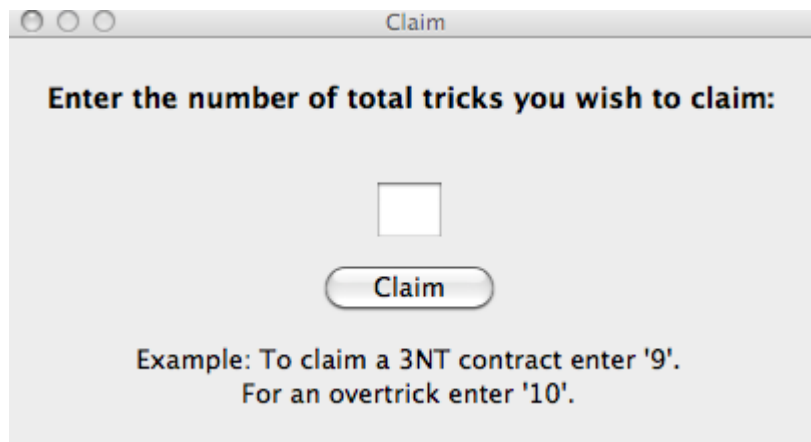 Claim
Enter the number of total tricks you wish to claim:
Claim
Example: To claim a 3NT contract enter '9'.
For an overtrick enter '10'.